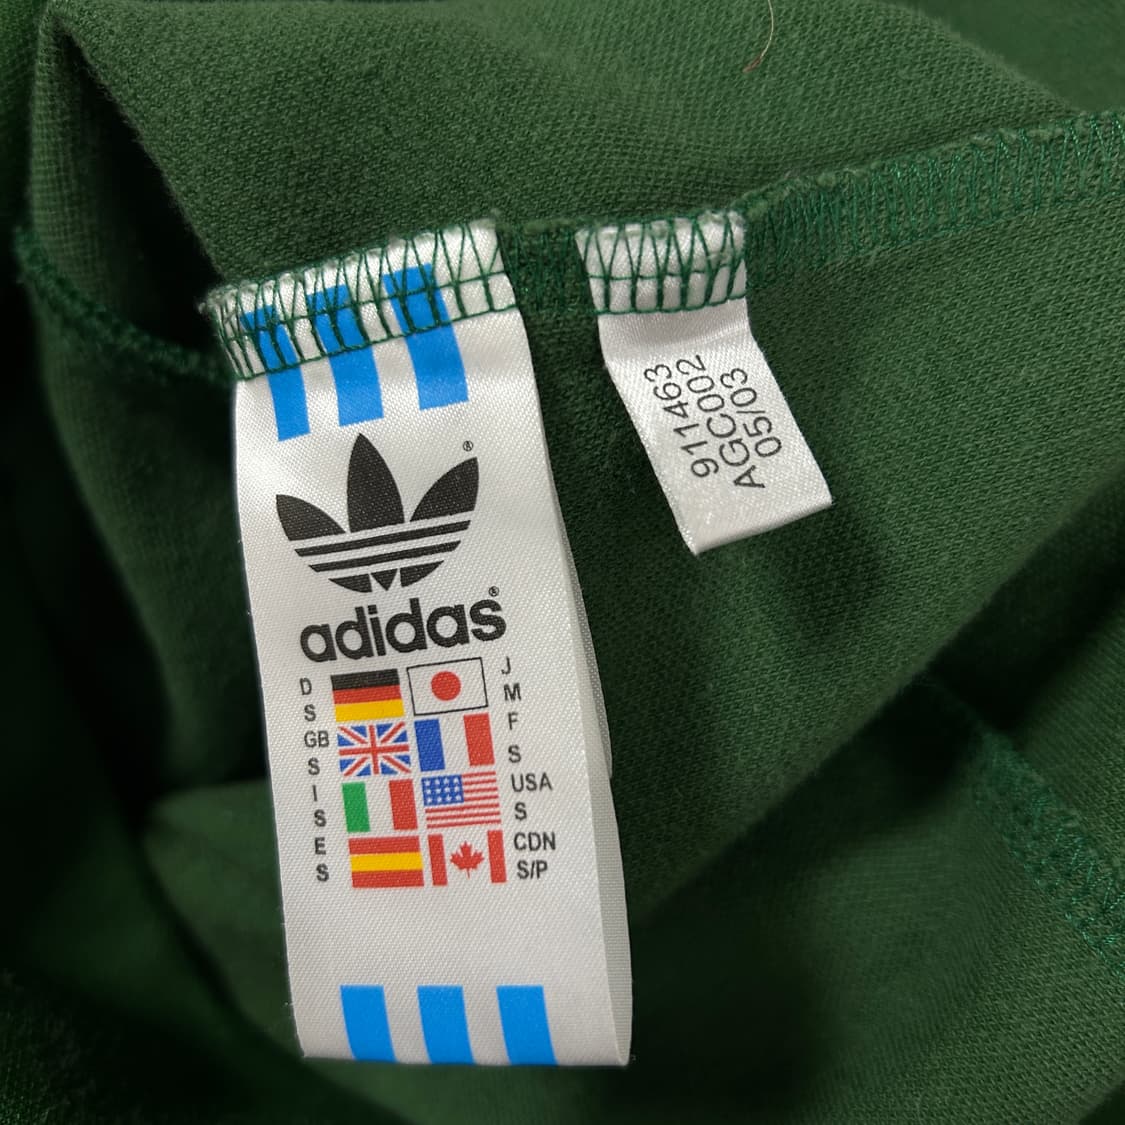 ®
adidas®
D
S
GB
S
I
S
E
S
J
M
F
S
USA
S
CDN
S/P
911463
AGC002
05/03